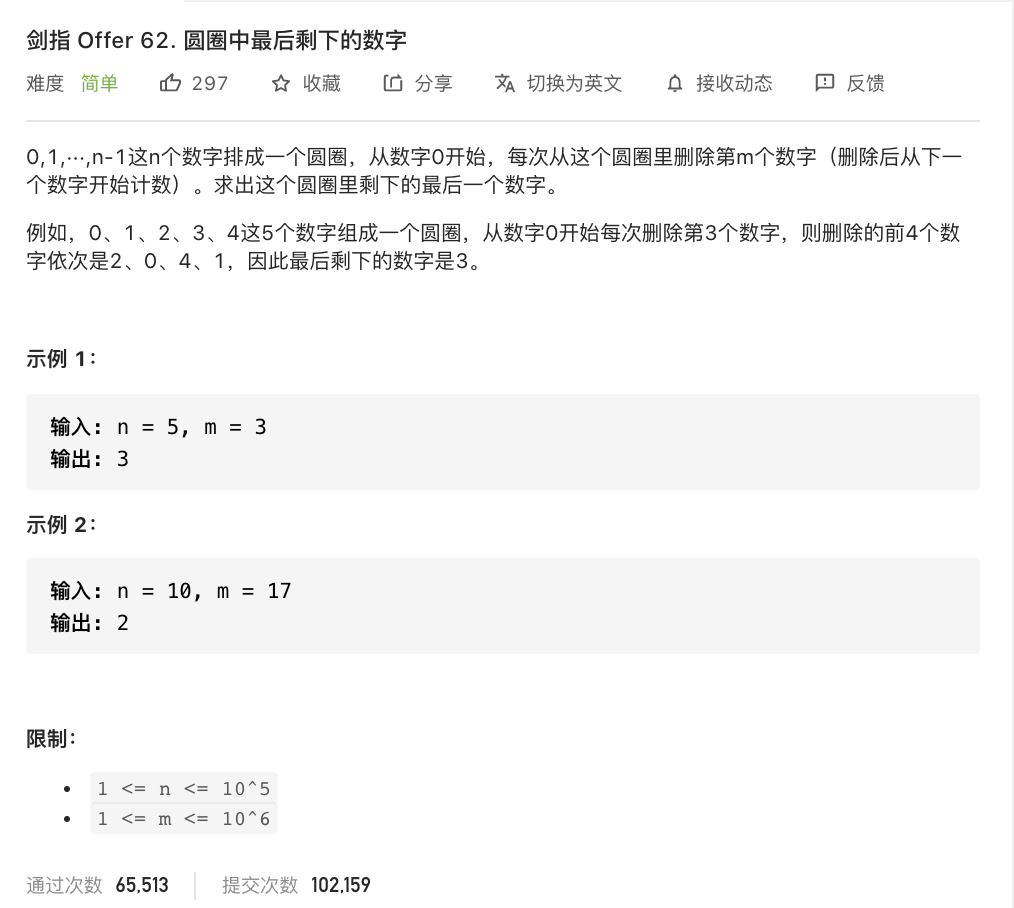 剑指 Offer 62. 圆圈中最后剩下的数字
难度 简单 297 收藏 分享 切换为英文 接收动态 反馈
0,1,···,n-1这n个数字排成一个圆圈，从数字0开始，每次从这个圆圈里删除第m个数字（删除后从下一
个数字开始计数）。求出这个圆圈里剩下的最后一个数字。
例如，0、1、2、3、4这5个数字组成一个圆圈，从数字0开始每次删除第3个数字，则删除的前4个数
字依次是2、0、4、1，因此最后剩下的数字是3。
示例 1：
输入: n = 5, m = 3
输出: 3
示例 2：
输入: n = 10, m = 17
输出: 2
限制：
• 1 <= n <= 10^5
• 1 <= m <= 10^6
通过次数 65,513 提交次数 102,159